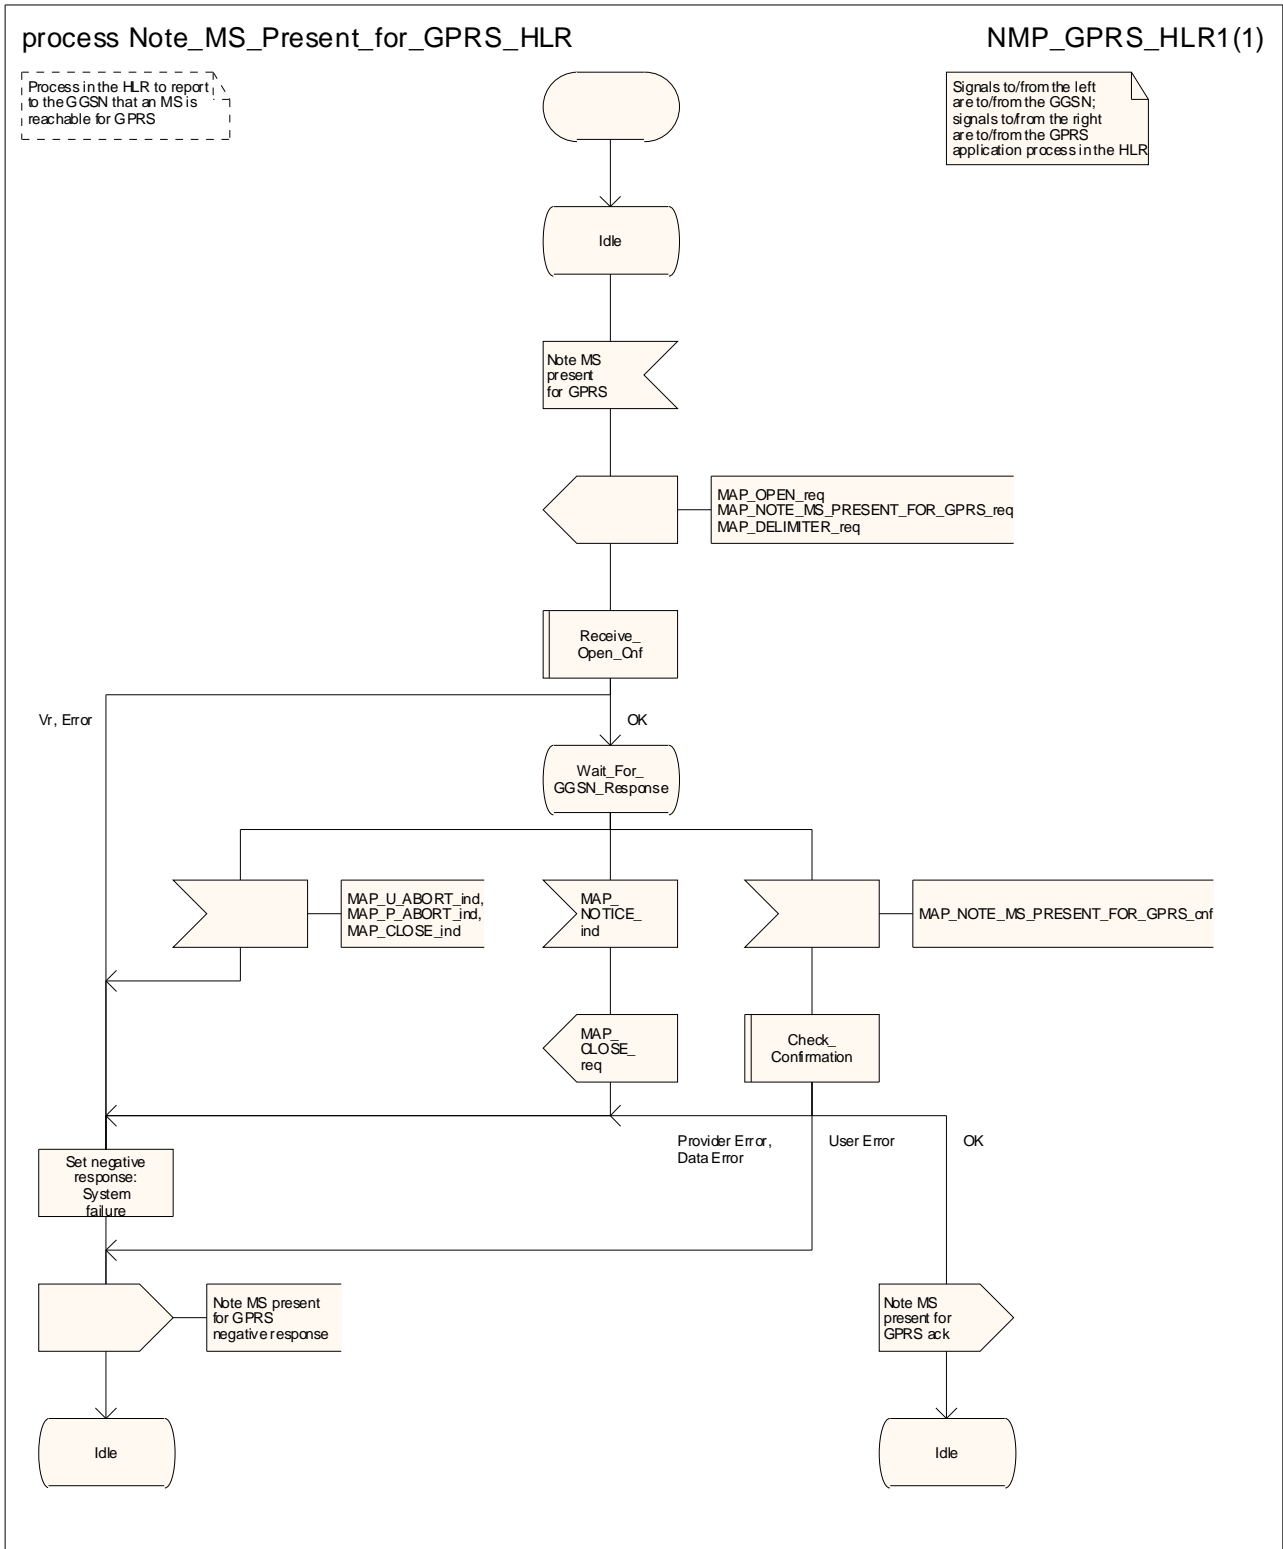 process Note_MS_Present_for_GPRS_HLR
NMP_GPRS_HLR1(1)
Process in the HLR to report
to the GGSN that an MS is
reachable for GPRS
Signals to/from the left
are to/from the GGSN;
signals to/from the right
are to/from the GPRS
application process in the HLR
Idle
Note MS
present
for GPRS
MAP_OPEN_req
MAP_NOTE_MS_PRESENT_FOR_GPRS_req
MAP_DELIMITER_req
Receive_
Open_Cnf
Vr, Error
OK
Wait_For_
GGSN_Response
MAP_U_ABORT_ind,
MAP_P_ABORT_ind,
MAP_CLOSE_ind
MAP_
NOTICE_
ind
MAP_NOTE_MS_PRESENT_FOR_GPRS_cnf
MAP_
CLOSE_
req
Check_
Confirmation
Provider Error,
Data Error
User Error
OK
Set negative
response:
System
failure
Note MS present
for GPRS
negative response
Note MS
present for
GPRS ack
Idle
Idle